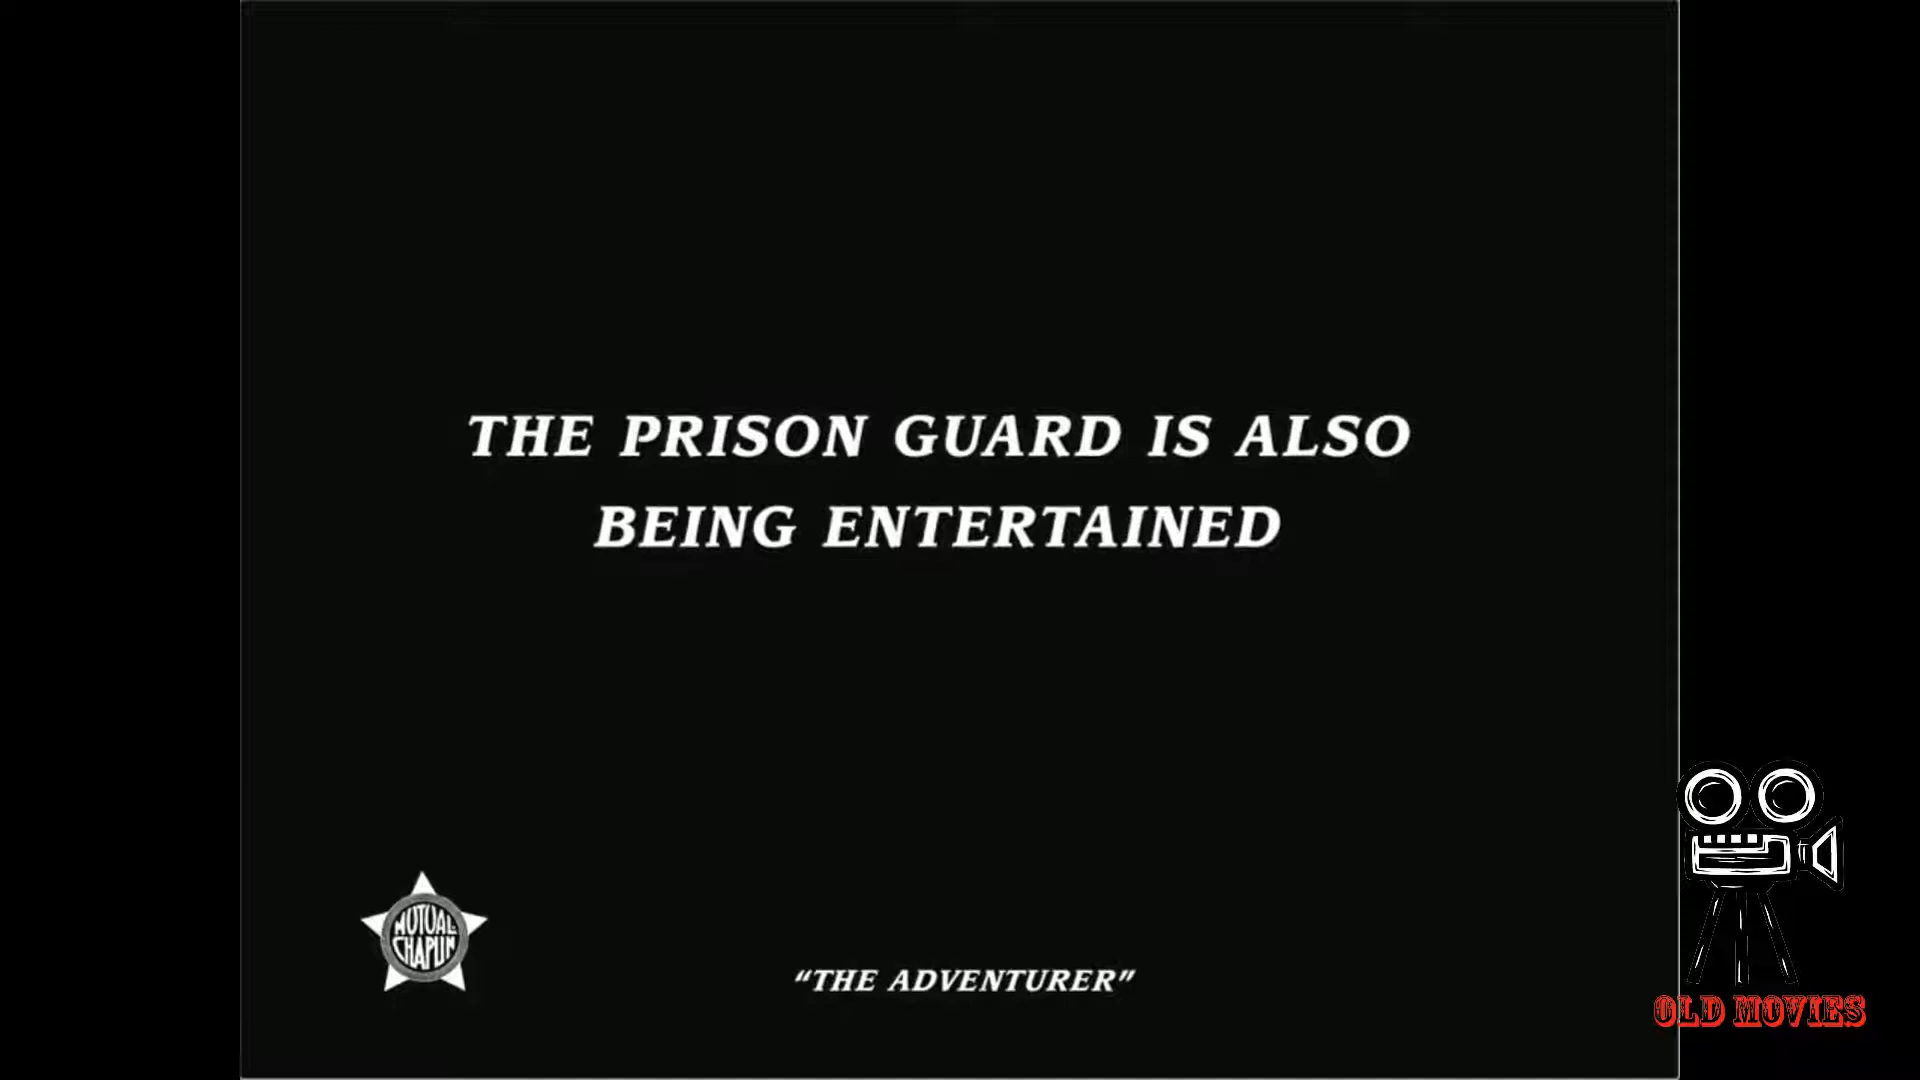 THE PRISON GUARD IS ALSO
BEING ENTERTAINED
MUTUAL
CHAPLIN
“THE ADVENTURER”
OLD MOVIES